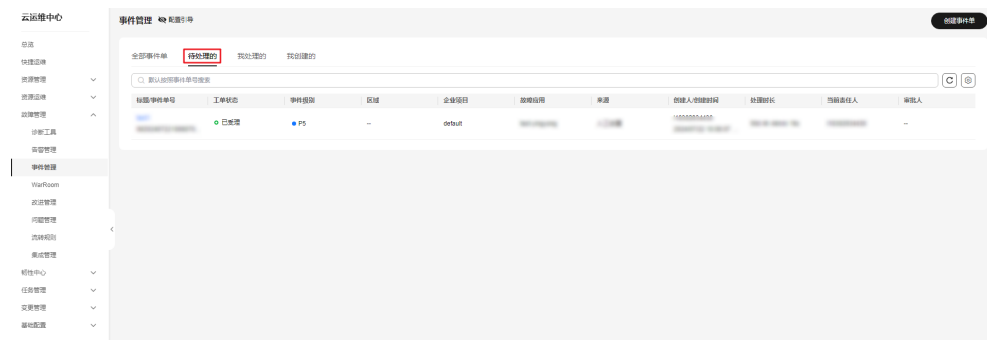 云运维中心
总览
快捷运维
资源管理
资源运维
故障管理
诊断工具
告警管理
事件管理
WarRoom
改进管理
问题管理
流转规则
集成管理
韧性中心
任务管理
变更管理
基础配置
事件管理 配置引导
创建事件单
全部事件单 待处理的 我处理的 我创建的
默认按照事件单号搜索
标题/事件单号 工单状态 事件级别 区域 企业项目 故障应用 来源 创建人/创建时间 处理时长 当前责任人 审批人
已受理 P5 -- default --